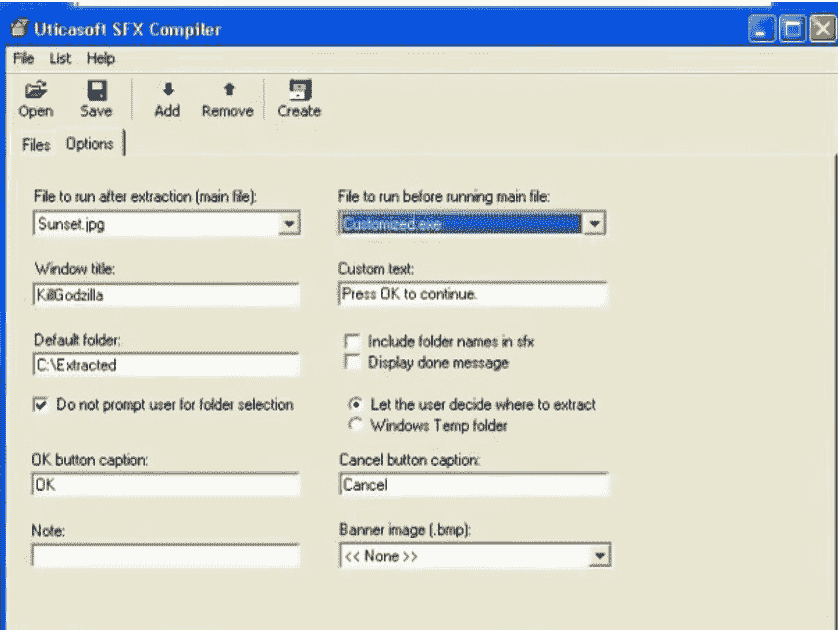 Uticasoft SFX Compiler
File List Help
Open Save Add Remove Create
Files Options
File to run after extraction (main file): File to run before running main file:
Sunset.jpg Customized.exe
Window title: Custom text:
KillGodzilla Press OK to continue.
Default folder: Include folder names in sfx
C:\Extracted Display done message
Do not prompt user for folder selection Let the user decide where to extract
Windows Temp folder
OK button caption: Cancel button caption:
OK Cancel
Note: Banner image (.bmp):
<< None >>